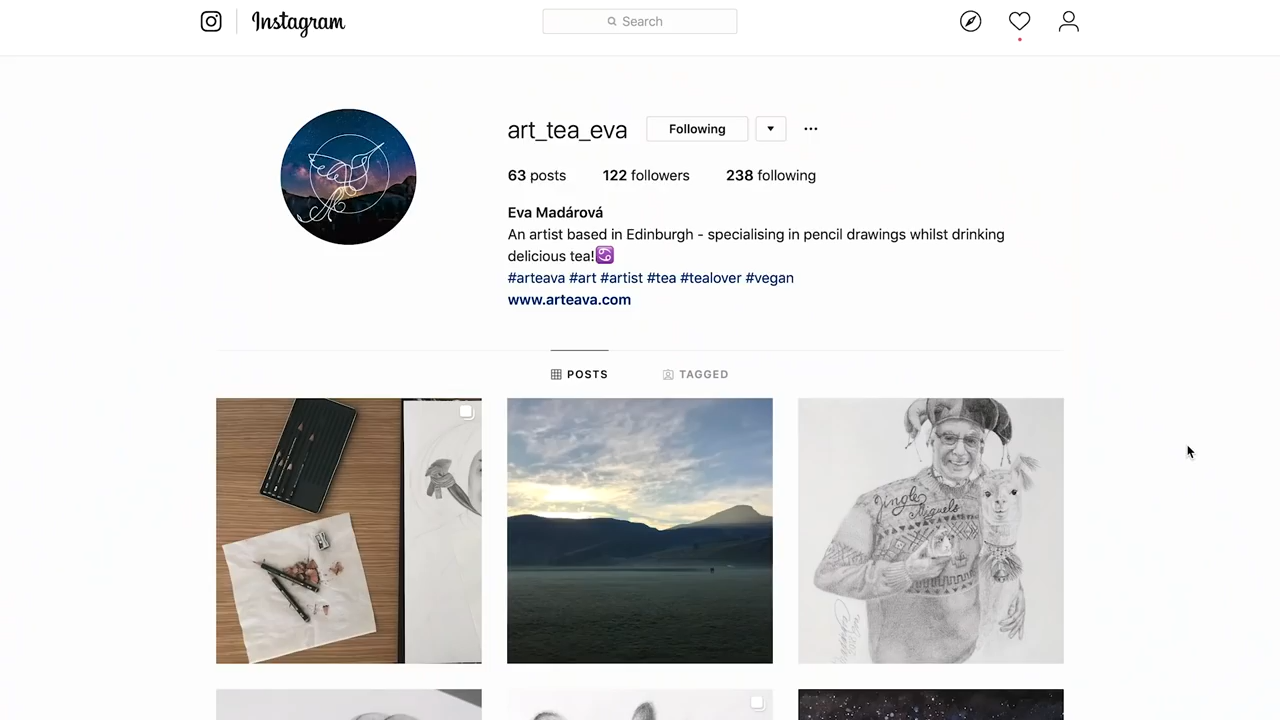 Instagram
Search
art_tea_eva
Following
63 posts
122 followers
238 following
Eva Madárová
An artist based in Edinburgh - specialising in pencil drawings whilst drinking
delicious tea!♋
#arteava #art #artist #tea #tealover #vegan
www.arteava.com
POSTS
TAGGED
Jingle
Miguels